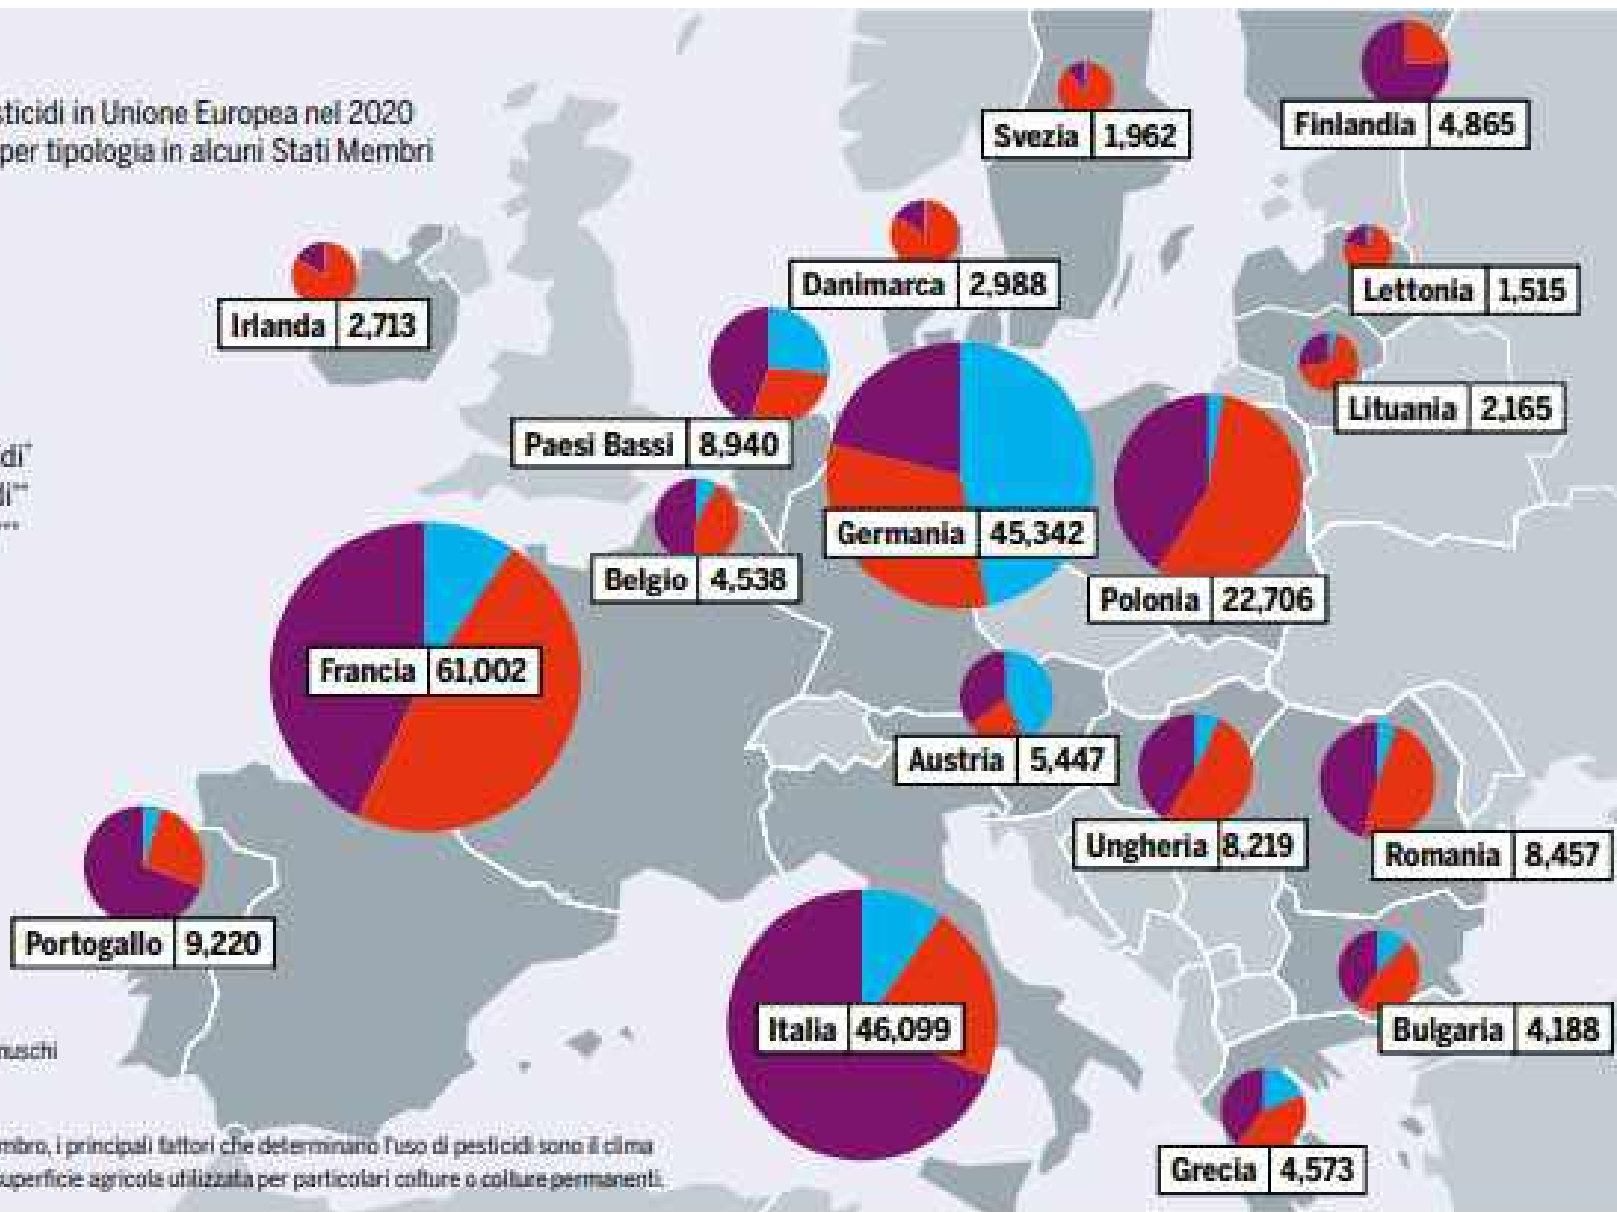 sticidi in Unione Europea nel 2020
per tipologia in alcuni Stati Membri
Svezia 1,962
Finlandia 4,865
Irlanda 2,713
Danimarca 2,988
Lettonia 1,515
Lituania 2,165
Paesi Bassi 8,940
di*
di**
***
Germania 45,342
Belgio 4,538
Polonia 22,706
Francia 61,002
Austria 5,447
Ungheria 8,219
Romania 8,457
Portogallo 9,220
Italia 46,099
Bulgaria 4,188
muschi
mbro, i principali fattori che determinano l'uso di pesticidi sono il clima
superficie agricola utilizzata per particolari colture o colture permanenti.
Grecia 4,573